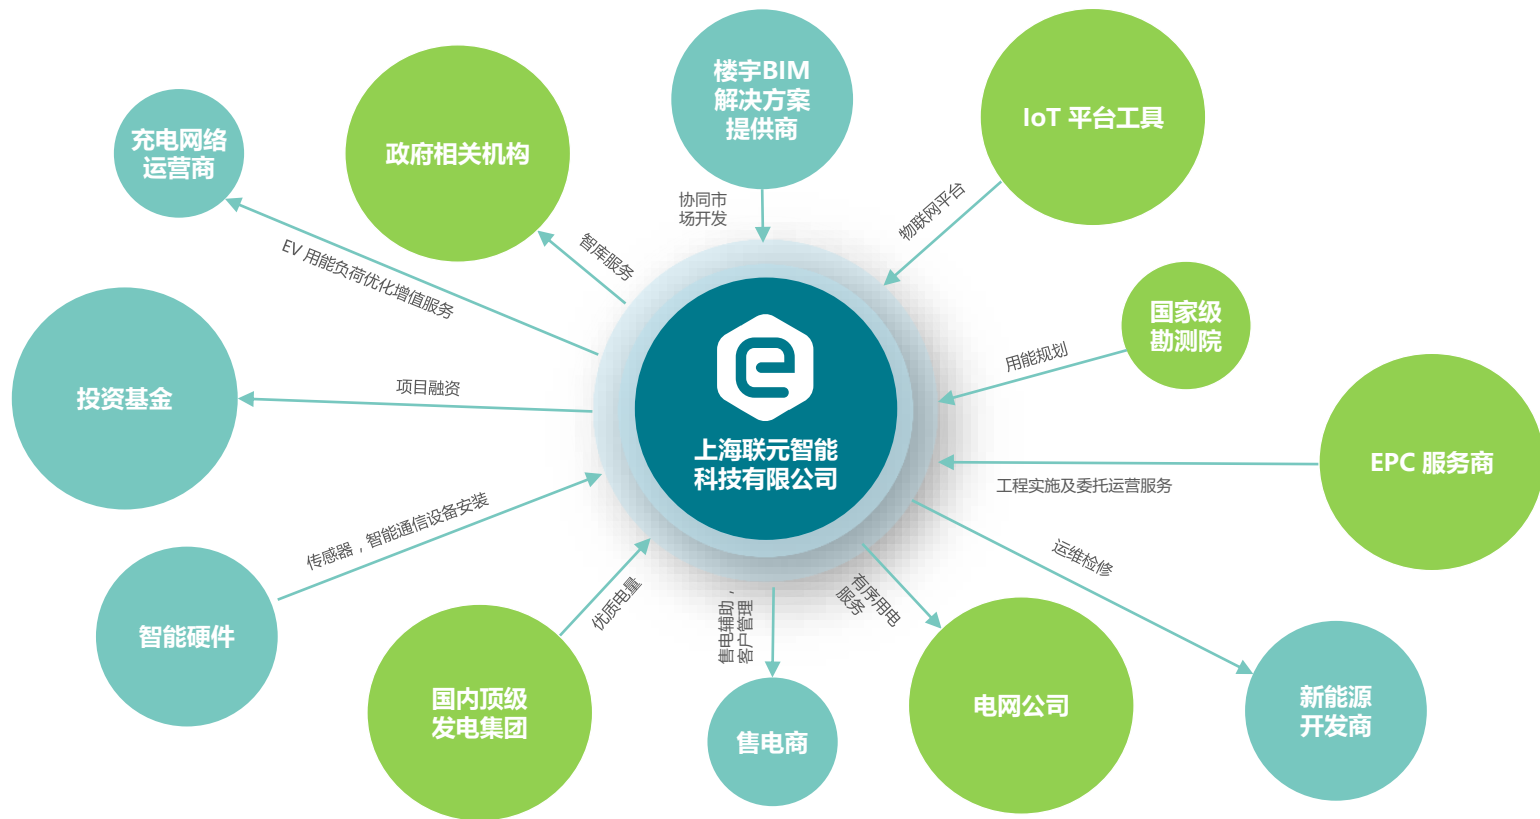 楼宇BIM
解决方案
提供商
IoT 平台工具
充电网络
运营商
政府相关机构
协同市
场开发
物联网平台
智库服务
EV 用能负荷优化增值服务
国家级
勘测院
用能规划
投资基金
项目融资
上海联元智能
科技有限公司
EPC 服务商
工程实施及委托运营服务
传感器，智能通信设备安装
运维检修
优质电量
售电辅助，
客户管理
有序用电
服务
智能硬件
国内顶级
发电集团
售电商
电网公司
新能源
开发商